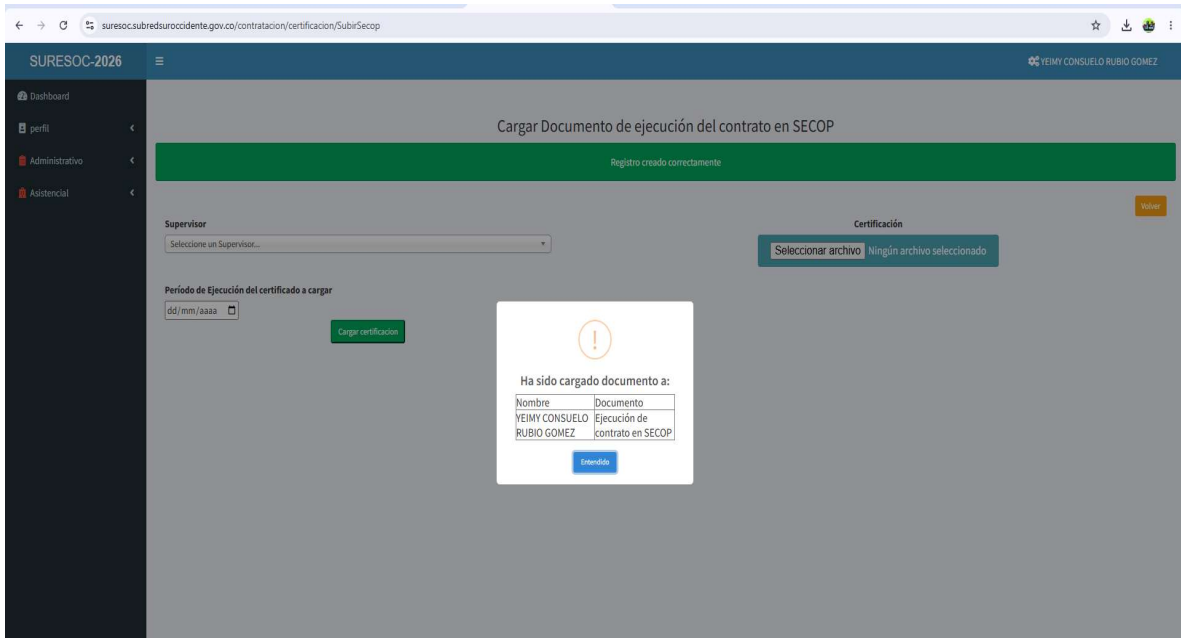 suresoc.subredsuroccidente.gov.co/contratacion/certificacion/SubirSecop
SURESOC-2026
YEIMY CONSUELO RUBIO GOMEZ
Dashboard
perfil
Administrativo
Asistencial
Cargar Documento de ejecución del contrato en SECOP
Registro creado correctamente
Volver
Supervisor
Seleccione un Supervisor...
Certificación
Seleccionar archivo Ningún archivo seleccionado
Período de Ejecución del certificado a cargar
dd/mm/aaaa
Cargar certificacion
!
Ha sido cargado documento a:
Nombre Documento
YEIMY CONSUELO Ejecución de
RUBIO GOMEZ contrato en SECOP
Entendido